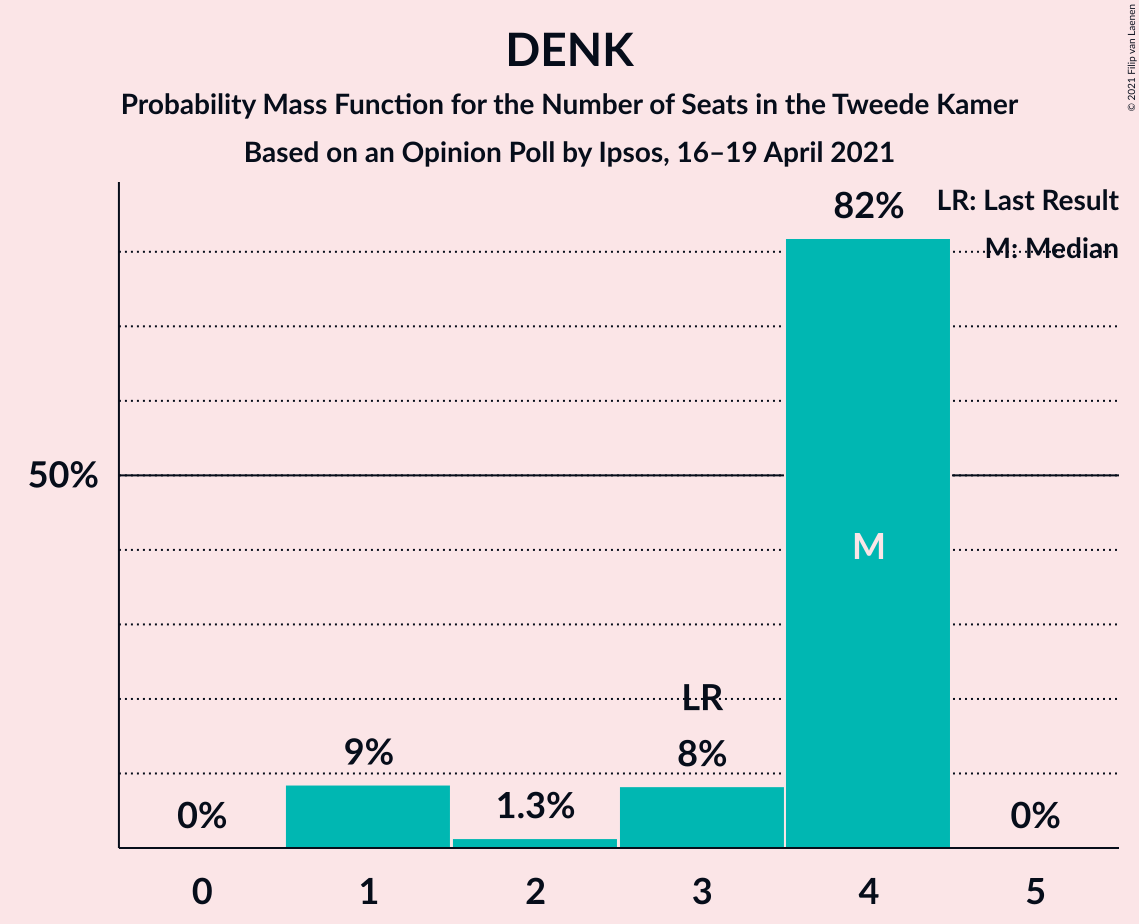 DENK
Probability Mass Function for the Number of Seats in the Tweede Kamer
Based on an Opinion Poll by Ipsos, 16–19 April 2021
© 2021 Filip van Laenen
82%
LR: Last Result
M: Median
50%
M
LR
9%
8%
1.3%
0%
0%
0 1 2 3 4 5